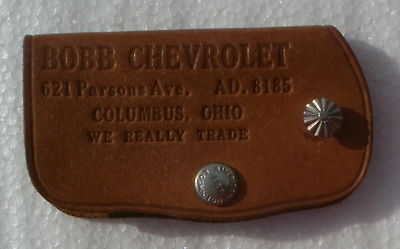 BOBB CHEVROLET
621 Parsons Ave. AD. 8185
COLUMBUS, OHIO
WE REALLY TRADE